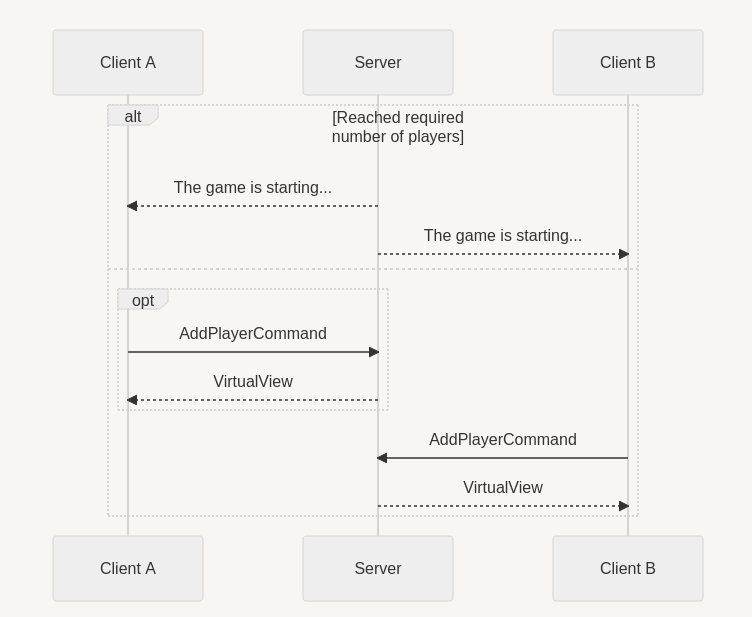 Client A
Server
Client B
alt
[Reached required
number of players]
The game is starting...
The game is starting...
opt
AddPlayerCommand
VirtualView
AddPlayerCommand
VirtualView
Client A
Server
Client B